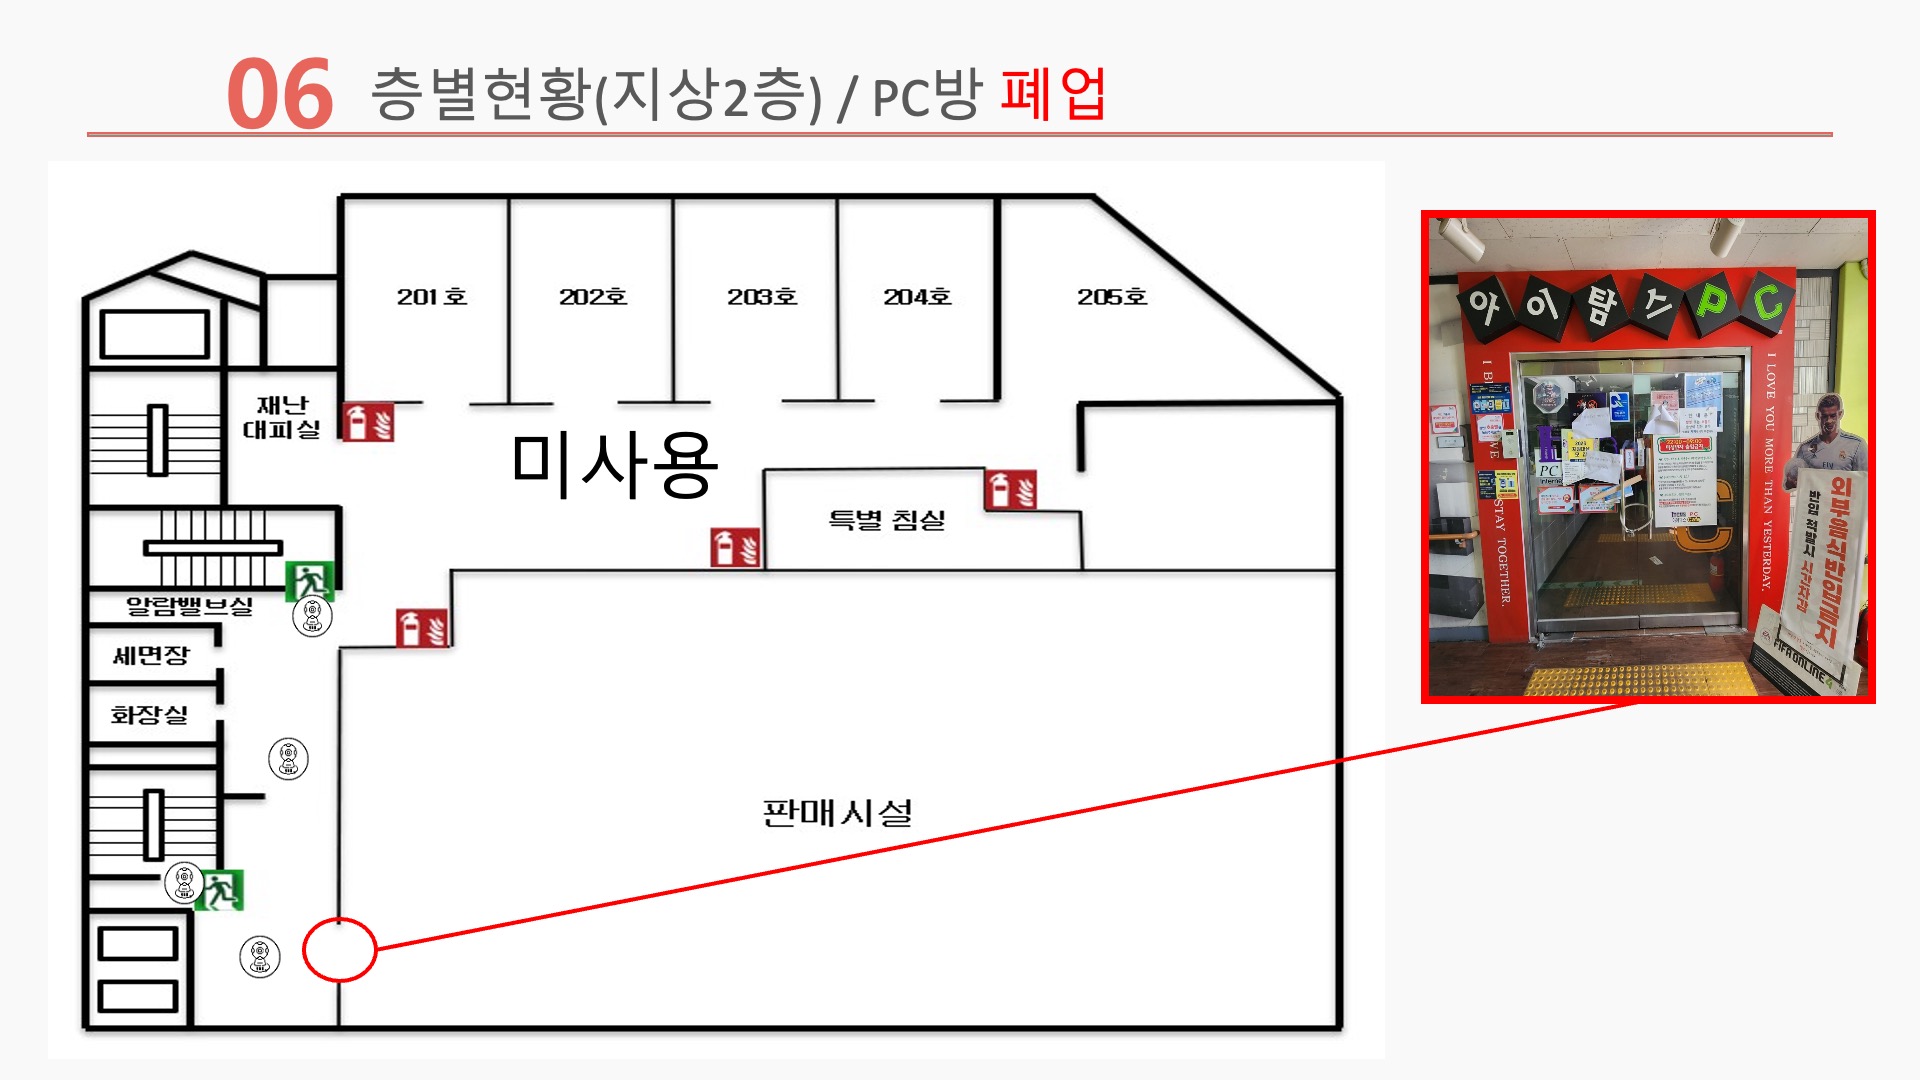 06 층별현황(지상2층) / PC방 폐업
201호
202호
203호
204호
205호
재난
대피실
미사용
특별 침실
알람밸브실
세면장
화장실
판매시설
아이탐스PC
I LOVE YOU MORE THAN YESTERDAY.
STAY TOGETHER.
PC
외부음식반입금지
반입 적발시
FIFA ONLINE 4